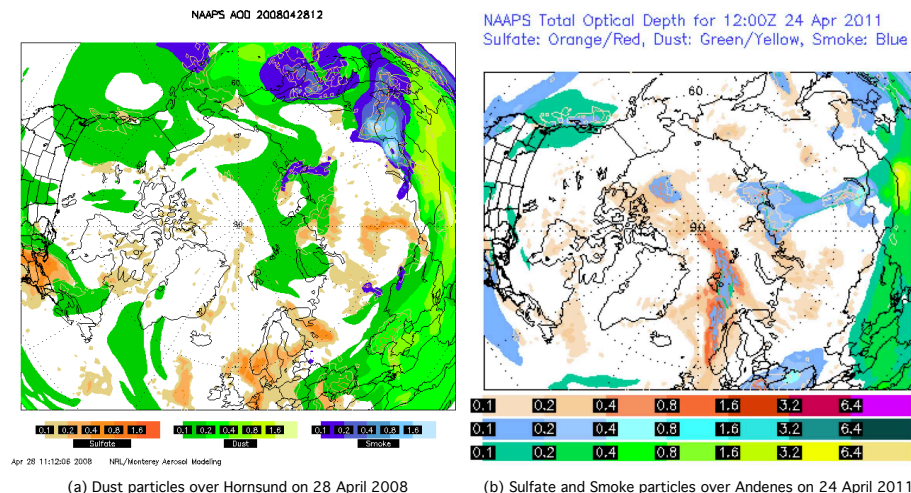 NAAPS AOD 2008042812
60
90
0.1 0.2 0.4 0.8 1.6
Sulfate
0.1 0.2 0.4 0.8 1.6
Dust
0.1 0.2 0.4 0.8 1.6
Smoke
Apr 28 11:12:06 2008 NRL/Monterey Aerosol Modeling
(a) Dust particles over Hornsund on 28 April 2008
NAAPS Total Optical Depth for 12:00Z 24 Apr 2011
Sulfate: Orange/Red, Dust: Green/Yellow, Smoke: Blue
60
90
0.1 0.2 0.4 0.8 1.6 3.2 6.4
0.1 0.2 0.4 0.8 1.6 3.2 6.4
0.1 0.2 0.4 0.8 1.6 3.2 6.4
(b) Sulfate and Smoke particles over Andenes on 24 April 2011